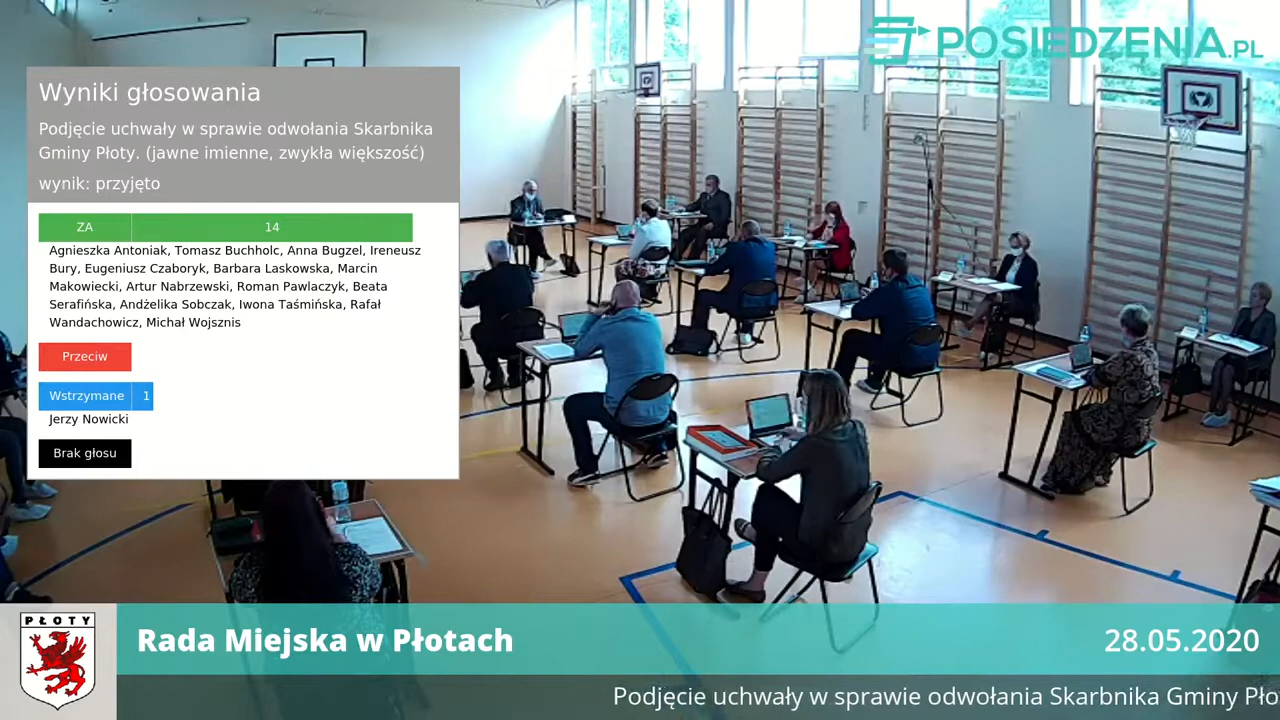 POSIEDZENIA.PL
Wyniki głosowania
Podjęcie uchwały w sprawie odwołania Skarbnika
Gminy Płoty. (jawne imienne, zwykła większość)
wynik: przyjęto
ZA 14
Agnieszka Antoniak, Tomasz Buchholc, Anna Bugzel, Ireneusz
Bury, Eugeniusz Czaboryk, Barbara Laskowska, Marcin
Makowiecki, Artur Nabrzewski, Roman Pawlaczyk, Beata
Serafińska, Andżelika Sobczak, Iwona Taśmińska, Rafał
Wandachowicz, Michał Wojsznis
Przeciw
Wstrzymane 1
Jerzy Nowicki
Brak głosu
PŁOTY
Rada Miejska w Płotach
28.05.2020
Podjęcie uchwały w sprawie odwołania Skarbnika Gminy Pło